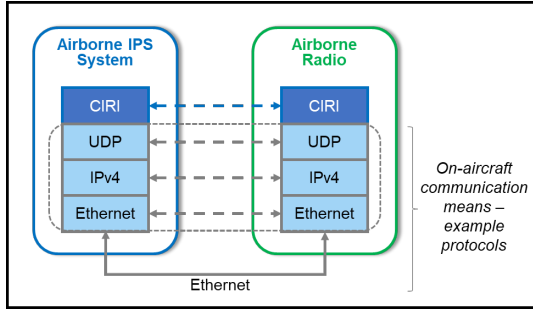 Airborne IPS
System
Airborne
Radio
CIRI
CIRI
UDP
UDP
IPv4
IPv4
Ethernet
Ethernet
On-aircraft
communication
means –
example
protocols
Ethernet